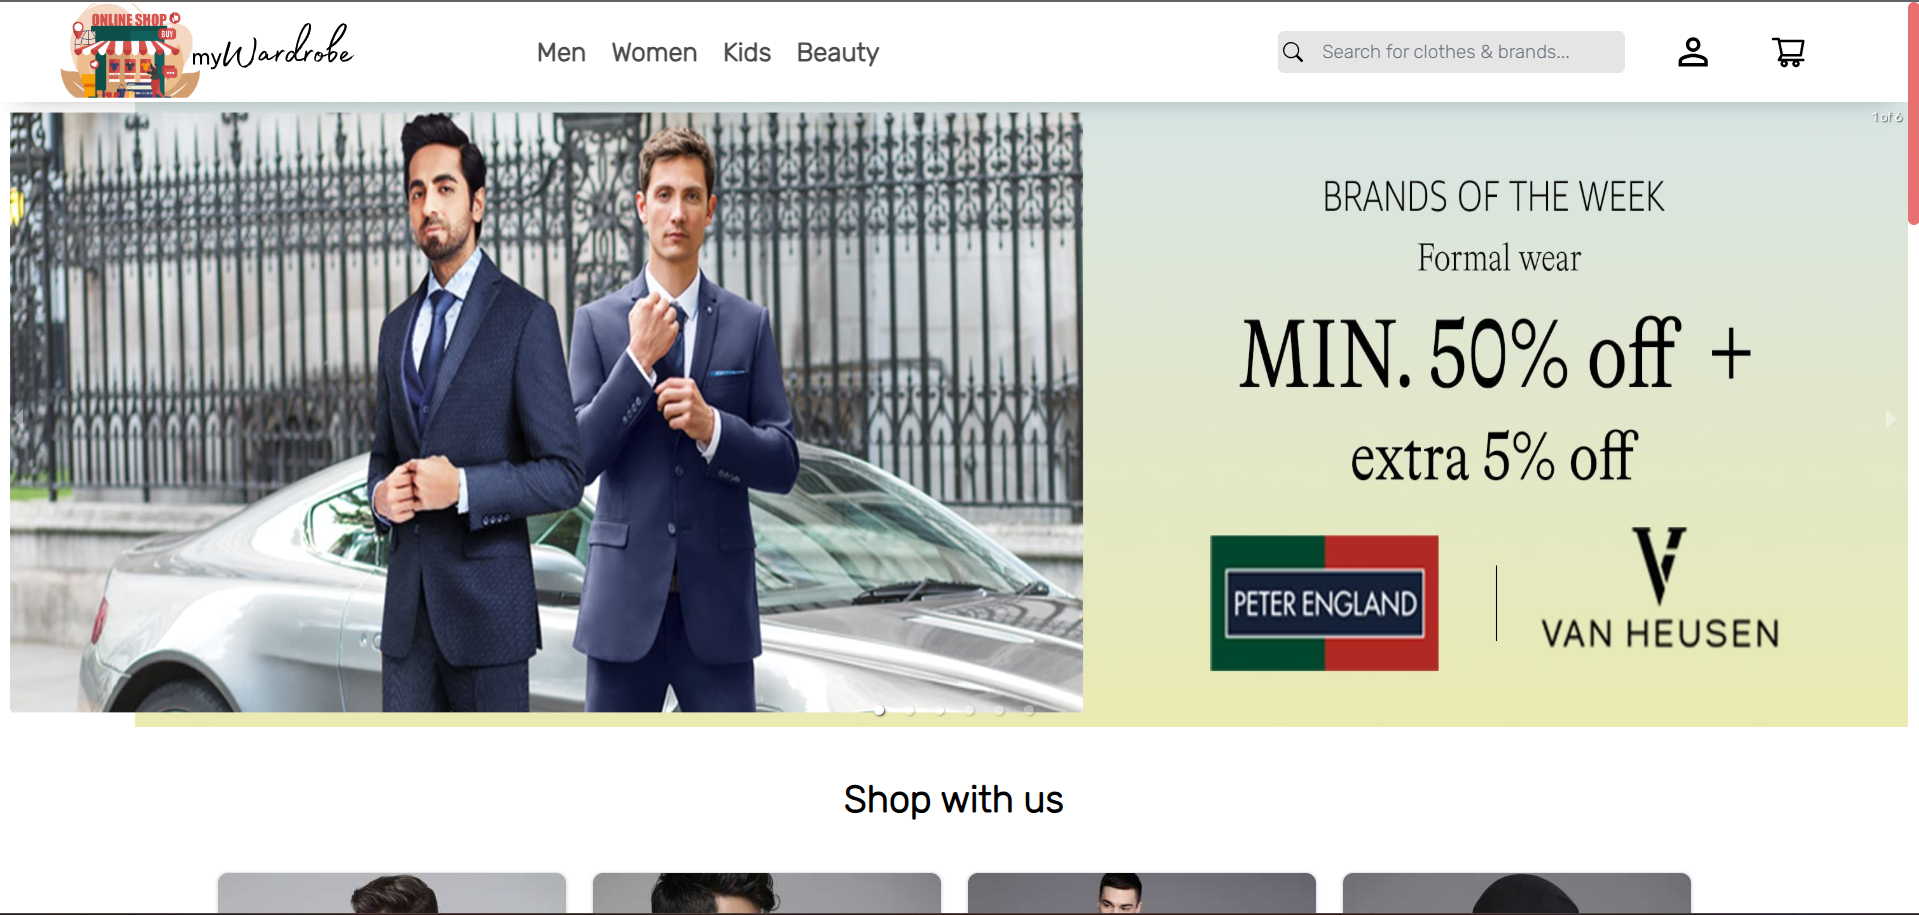 ONLINE SHOP
BUY
myWardrobe
Men Women Kids Beauty
Search for clothes & brands...
1 of 6
BRANDS OF THE WEEK
Formal wear
MIN. 50% off +
extra 5% off
PETER ENGLAND
V
VAN HEUSEN
Shop with us